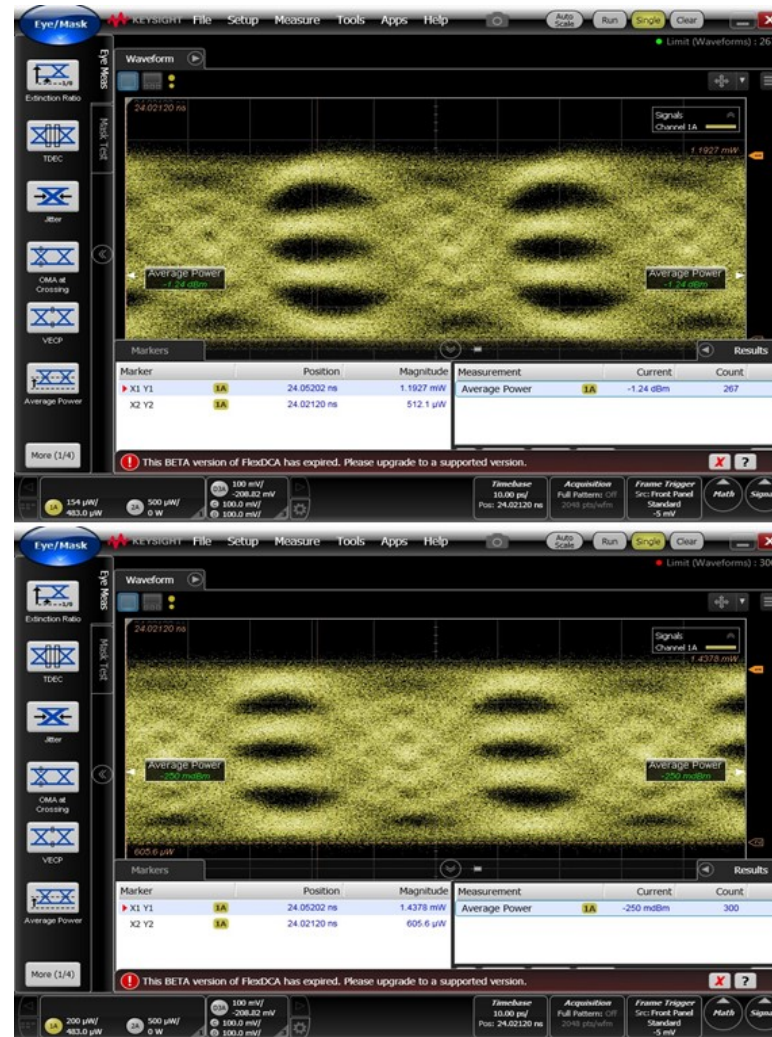 Eye/Mask
KEYSIGHT File Setup Measure Tools Apps Help Auto Scale Run Single Clear
Limit (Waveforms) : 26
Waveform
Eye Meas
Mask Test
Extinction Ratio
TDEC
Jitter
OMA at Crossing
VECP
Average Power
More (1/4)
24.02120 ns
Signals
Channel 1A
1.1927 mW
Average Power
-1.24 dBm
Average Power
-1.24 dBm
Markers
Results
Marker Position Magnitude
X1 Y1 1A 24.05202 ns 1.1927 mW
X2 Y2 1A 24.02120 ns 512.1 µW
Measurement Current Count
Average Power 1A -1.24 dBm 267
This BETA version of FlexDCA has expired. Please upgrade to a supported version.
1A 154 µW/ 483.0 µW
2A 500 µW/ 0 W
D3A 100 mV/ -208.82 mV
100.0 mV/
100.0 mV/
Timebase
10.00 ps/
Pos: 24.02120 ns
Acquisition
Full Pattern: Off
2048 pts/wfm
Frame Trigger
Src: Front Panel
Standard
-5 mV
Math
Eye/Mask
KEYSIGHT File Setup Measure Tools Apps Help Auto Scale Run Single Clear
Limit (Waveforms) : 300
Waveform
Eye Meas
Mask Test
Extinction Ratio
TDEC
Jitter
OMA at Crossing
VECP
Average Power
More (1/4)
24.02120 ns
Signals
Channel 1A
1.4378 mW
Average Power
-250 mdBm
Average Power
-250 mdBm
605.6 µW
Markers
Results
Marker Position Magnitude
X1 Y1 1A 24.05202 ns 1.4378 mW
X2 Y2 1A 24.02120 ns 605.6 µW
Measurement Current Count
Average Power 1A -250 mdBm 300
This BETA version of FlexDCA has expired. Please upgrade to a supported version.
1A 200 µW/ 483.0 µW
2A 500 µW/ 0 W
D3A 100 mV/ -208.82 mV
100.0 mV/
100.0 mV/
Timebase
10.00 ps/
Pos: 24.02120 ns
Acquisition
Full Pattern: Off
2048 pts/wfm
Frame Trigger
Src: Front Panel
Standard
-5 mV
Math